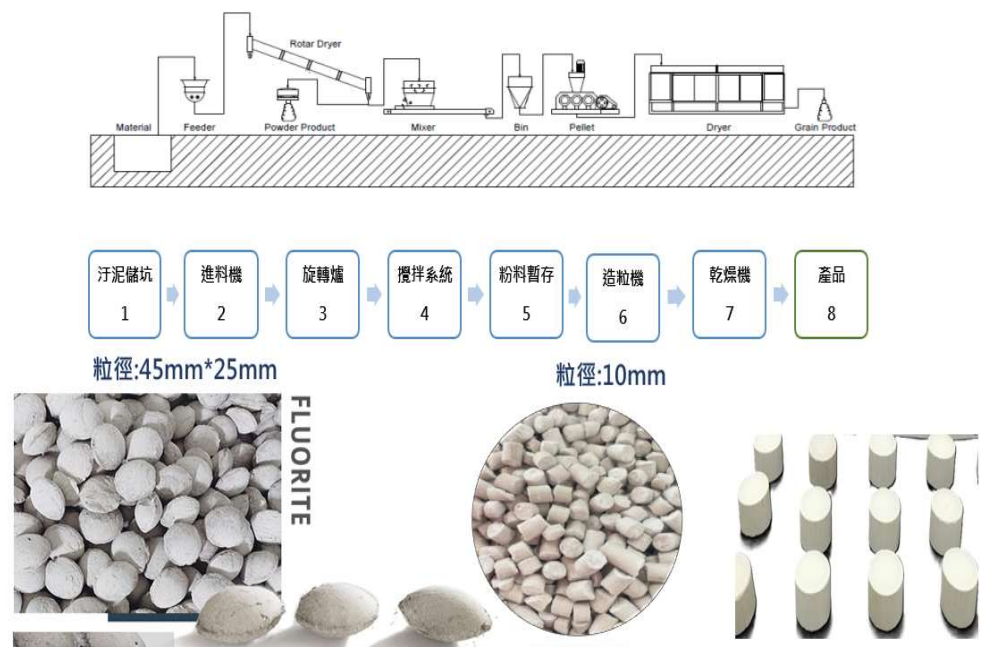 Rotar Dryer
Material
Feeder
Powder Product
Mixer
Bin
Pellet
Dryer
Grain Product
汙泥儲坑
1
進料機
2
旋轉爐
3
攪拌系統
4
粉料暫存
5
造粒機
6
乾燥機
7
產品
8
粒徑:45mm*25mm
粒徑:10mm
FLUORITE